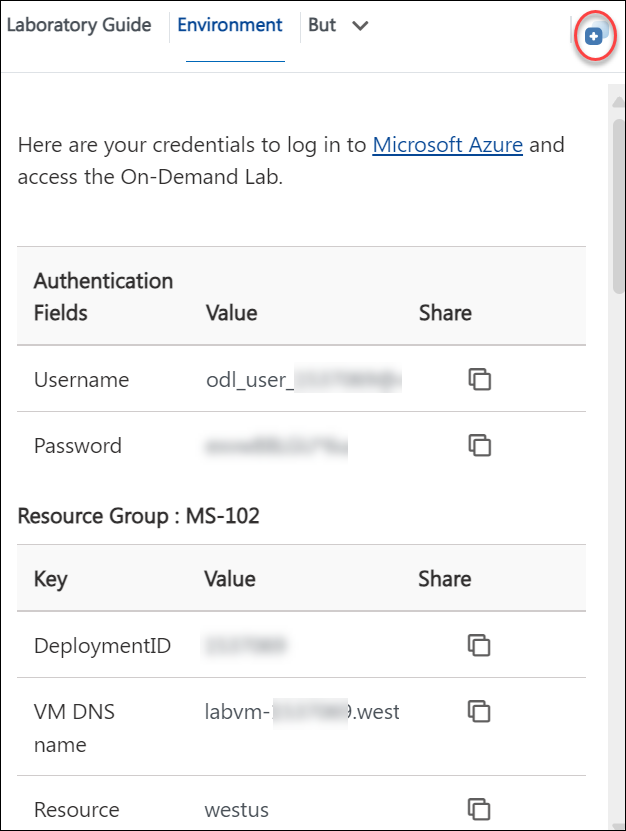 Laboratory Guide Environment But
Here are your credentials to log in to Microsoft Azure and
access the On-Demand Lab.
Authentication
Fields Value Share
Username odl_user_
Password
Resource Group : MS-102
Key Value Share
DeploymentID
VM DNS labvm- .west
name
Resource westus